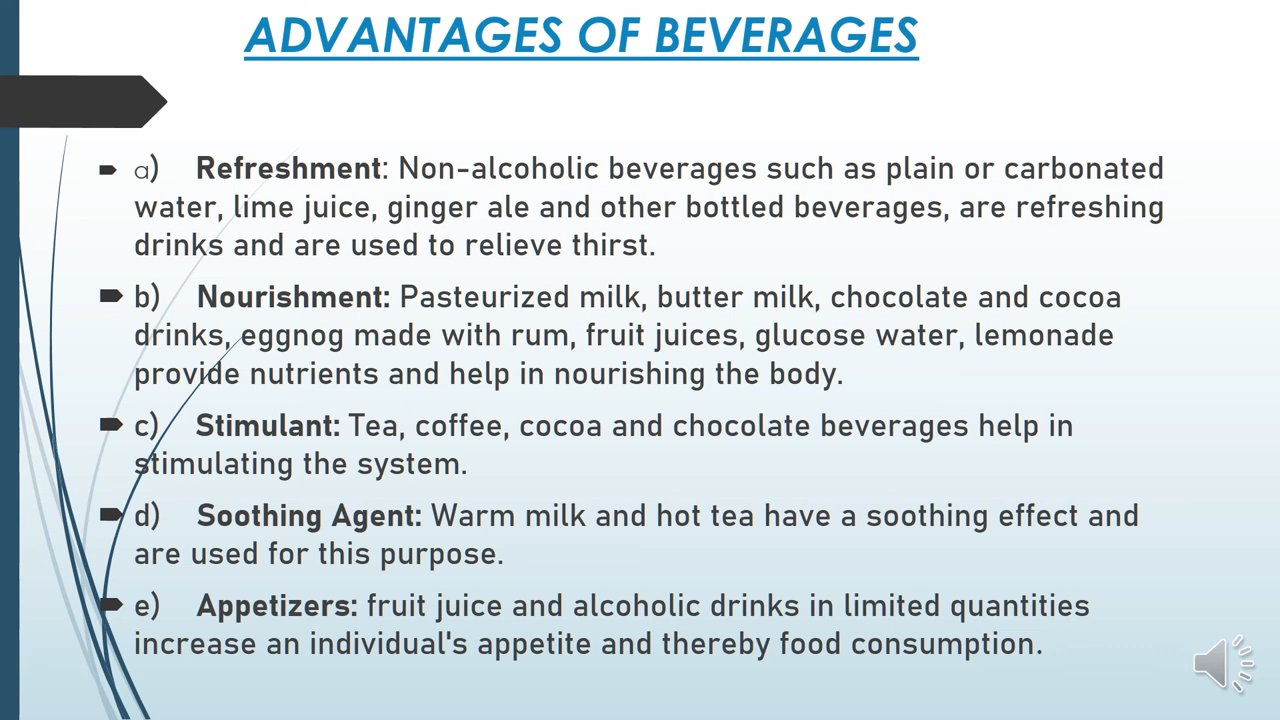 ADVANTAGES OF BEVERAGES
a) Refreshment: Non-alcoholic beverages such as plain or carbonated
water, lime juice, ginger ale and other bottled beverages, are refreshing
drinks and are used to relieve thirst.
b) Nourishment: Pasteurized milk, butter milk, chocolate and cocoa
drinks, eggnog made with rum, fruit juices, glucose water, lemonade
provide nutrients and help in nourishing the body.
c) Stimulant: Tea, coffee, cocoa and chocolate beverages help in
stimulating the system.
d) Soothing Agent: Warm milk and hot tea have a soothing effect and
are used for this purpose.
e) Appetizers: fruit juice and alcoholic drinks in limited quantities
increase an individual's appetite and thereby food consumption.